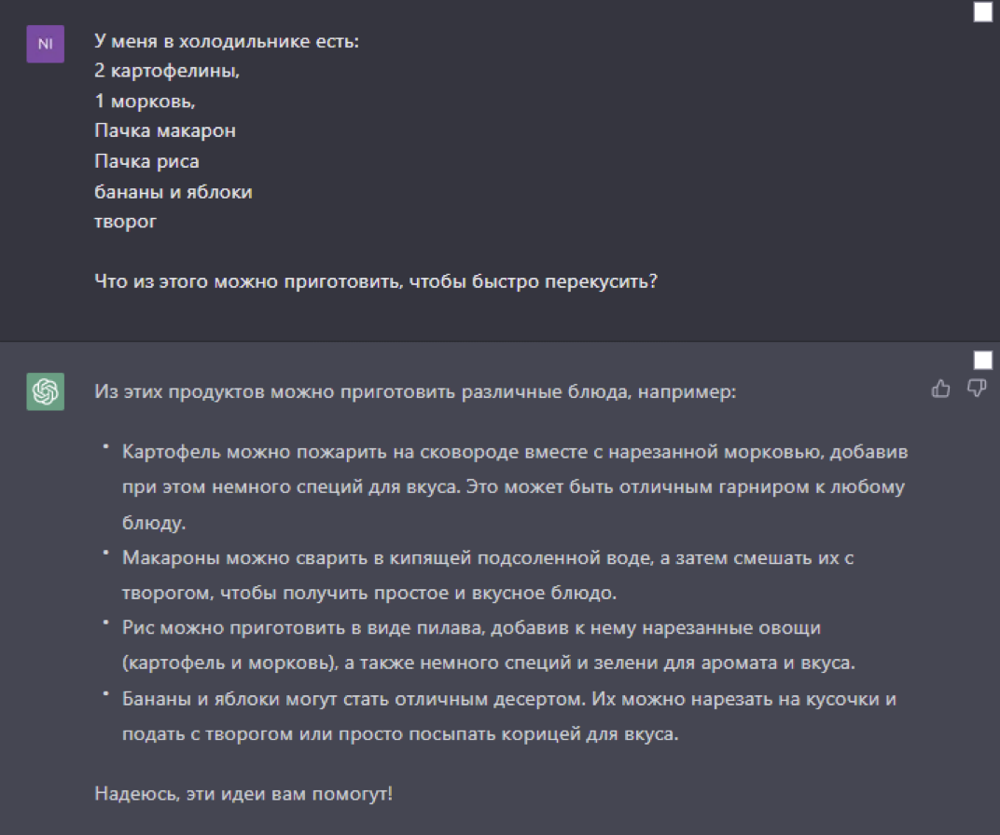 NI
У меня в холодильнике есть:
2 картофелины,
1 морковь,
Пачка макарон
Пачка риса
бананы и яблоки
творог
Что из этого можно приготовить, чтобы быстро перекусить?
Из этих продуктов можно приготовить различные блюда, например:
• Картофель можно пожарить на сковороде вместе с нарезанной морковью, добавив
при этом немного специй для вкуса. Это может быть отличным гарниром к любому
блюду.
• Макароны можно сварить в кипящей подсоленной воде, а затем смешать их с
творогом, чтобы получить простое и вкусное блюдо.
• Рис можно приготовить в виде пилава, добавив к нему нарезанные овощи
(картофель и морковь), а также немного специй и зелени для аромата и вкуса.
• Бананы и яблоки могут стать отличным десертом. Их можно нарезать на кусочки и
подать с творогом или просто посыпать корицей для вкуса.
Надеюсь, эти идеи вам помогут!